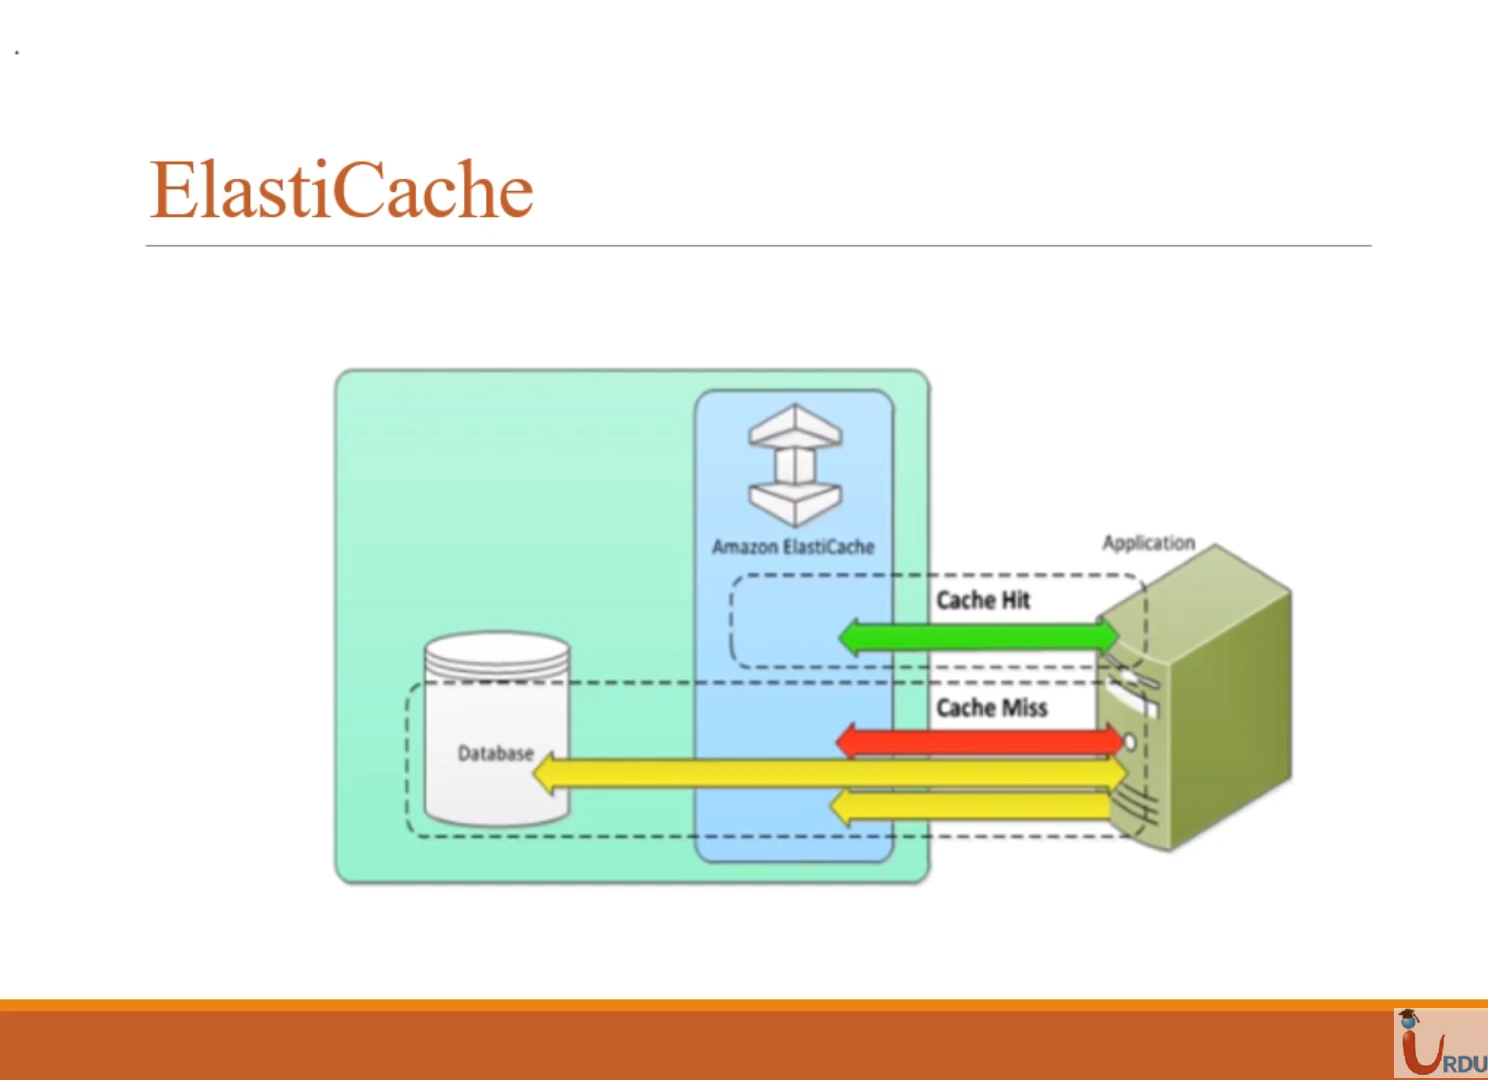 ElastiCache
Amazon ElastiCache
Application
Cache Hit
Cache Miss
Database
URDU